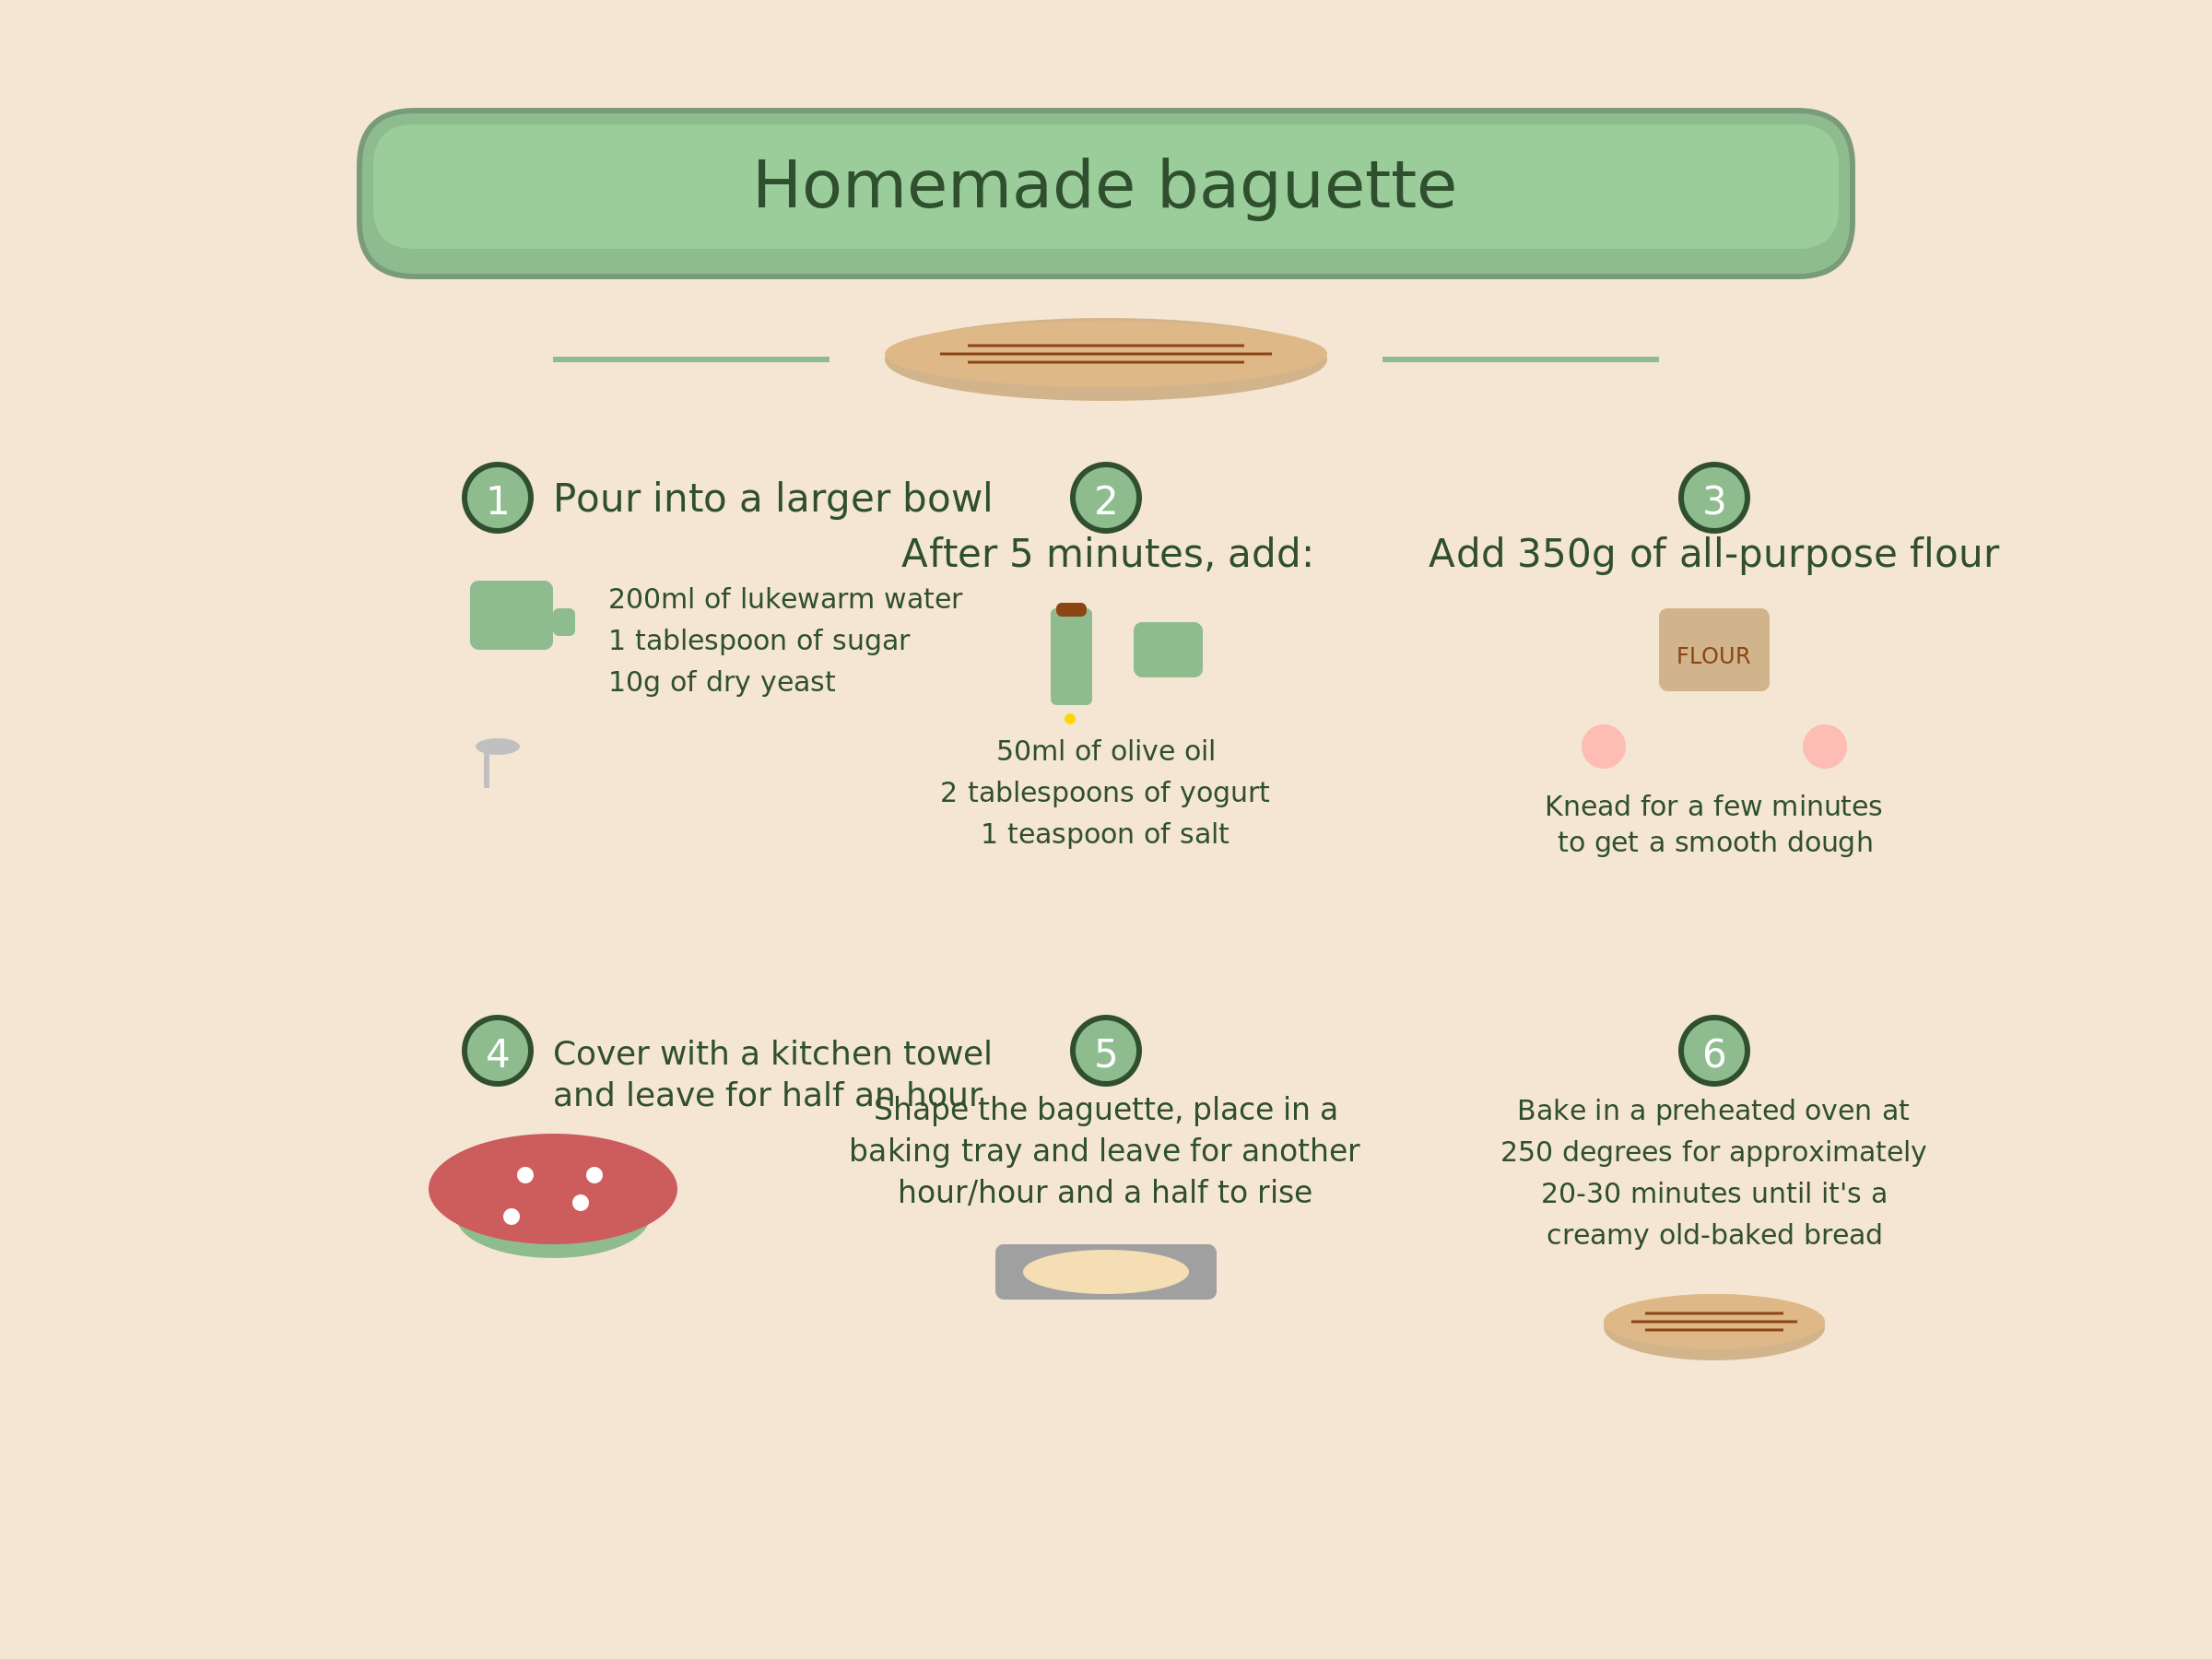 Homemade baguette
1
Pour into a larger bowl
200ml of lukewarm water
1 tablespoon of sugar
10g of dry yeast
2
After 5 minutes, add:
50ml of olive oil
2 tablespoons of yogurt
1 teaspoon of salt
3
Add 350g of all-purpose flour
FLOUR
Knead for a few minutes
to get a smooth dough
4
Cover with a kitchen towel
and leave for half an hour
5
Shape the baguette, place in a
baking tray and leave for another
hour/hour and a half to rise
6
Bake in a preheated oven at
250 degrees for approximately
20-30 minutes until it's a
creamy old-baked bread